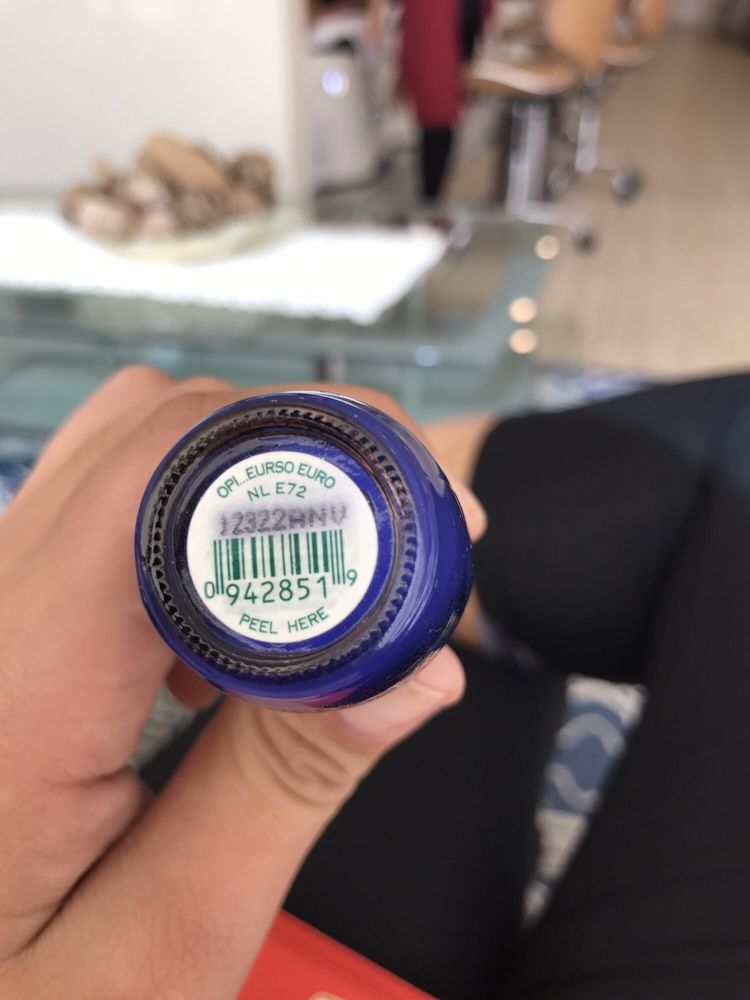 OPI...EURSO EURO
NL E72
12322ANV
0 942851 9
PEEL HERE